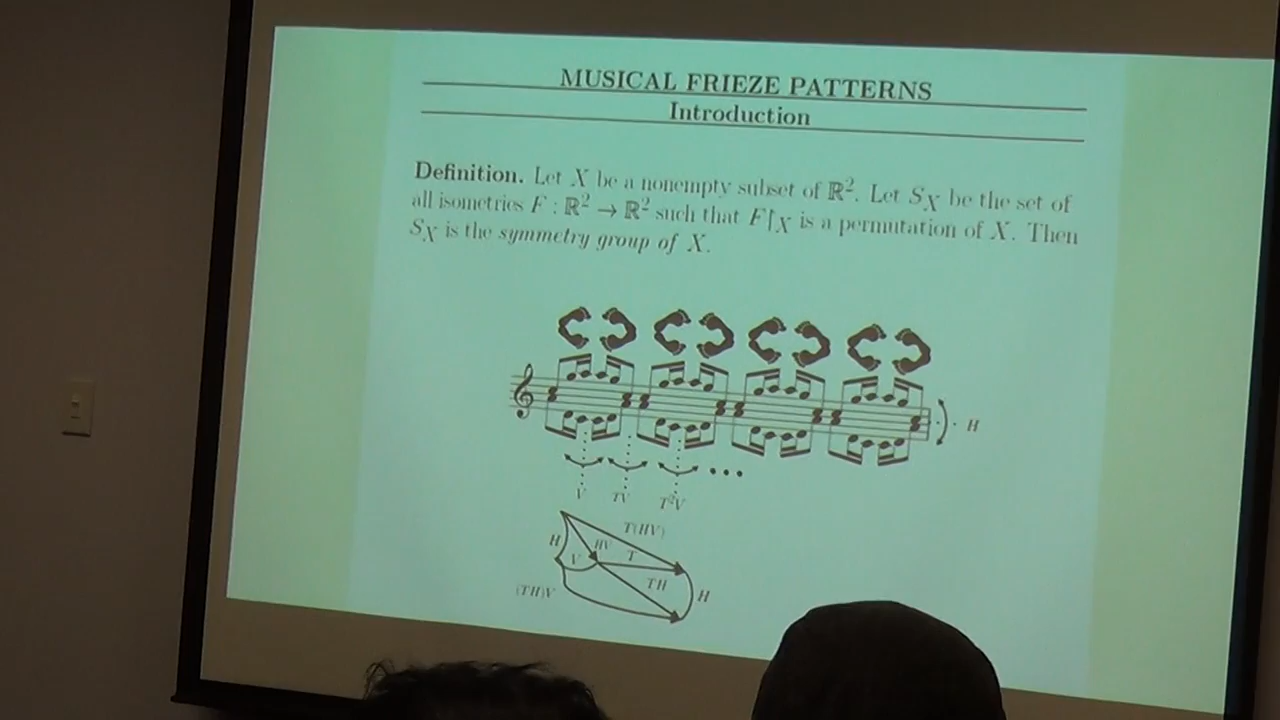 MUSICAL FRIEZE PATTERNS
Introduction
Definition. Let X be a nonempty subset of ℝ². Let S_X be the set of
all isometries F : ℝ² → ℝ² such that F↾_X is a permutation of X. Then
S_X is the symmetry group of X.
H
V TV T²V
T(HV)
H HV T
V TH
(TH)V H